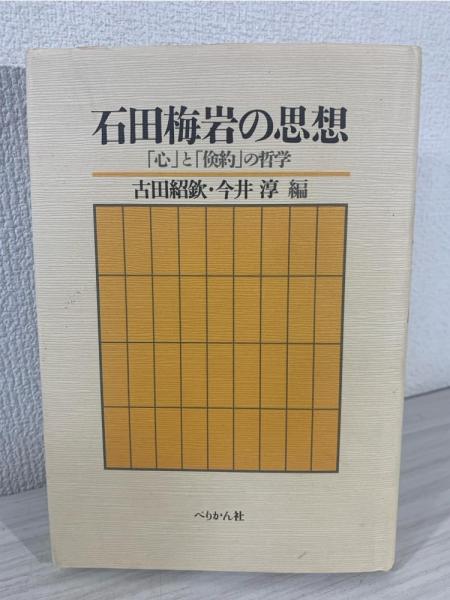 石田梅岩の思想
「心」と「倹約」の哲学
古田紹欽・今井 淳 編
ぺりかん社